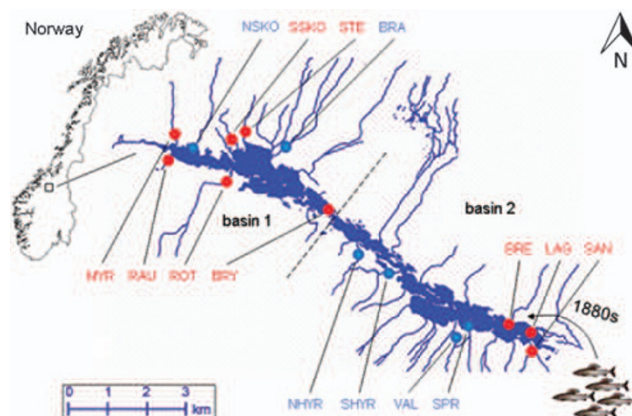 Norway
NSKO SSKO STE BRA
N
basin 1
basin 2
MYR RAU ROT BRY
BRE LAG SAN
1880s
0 1 2 3
km
NHYR SHYR VAL SPR